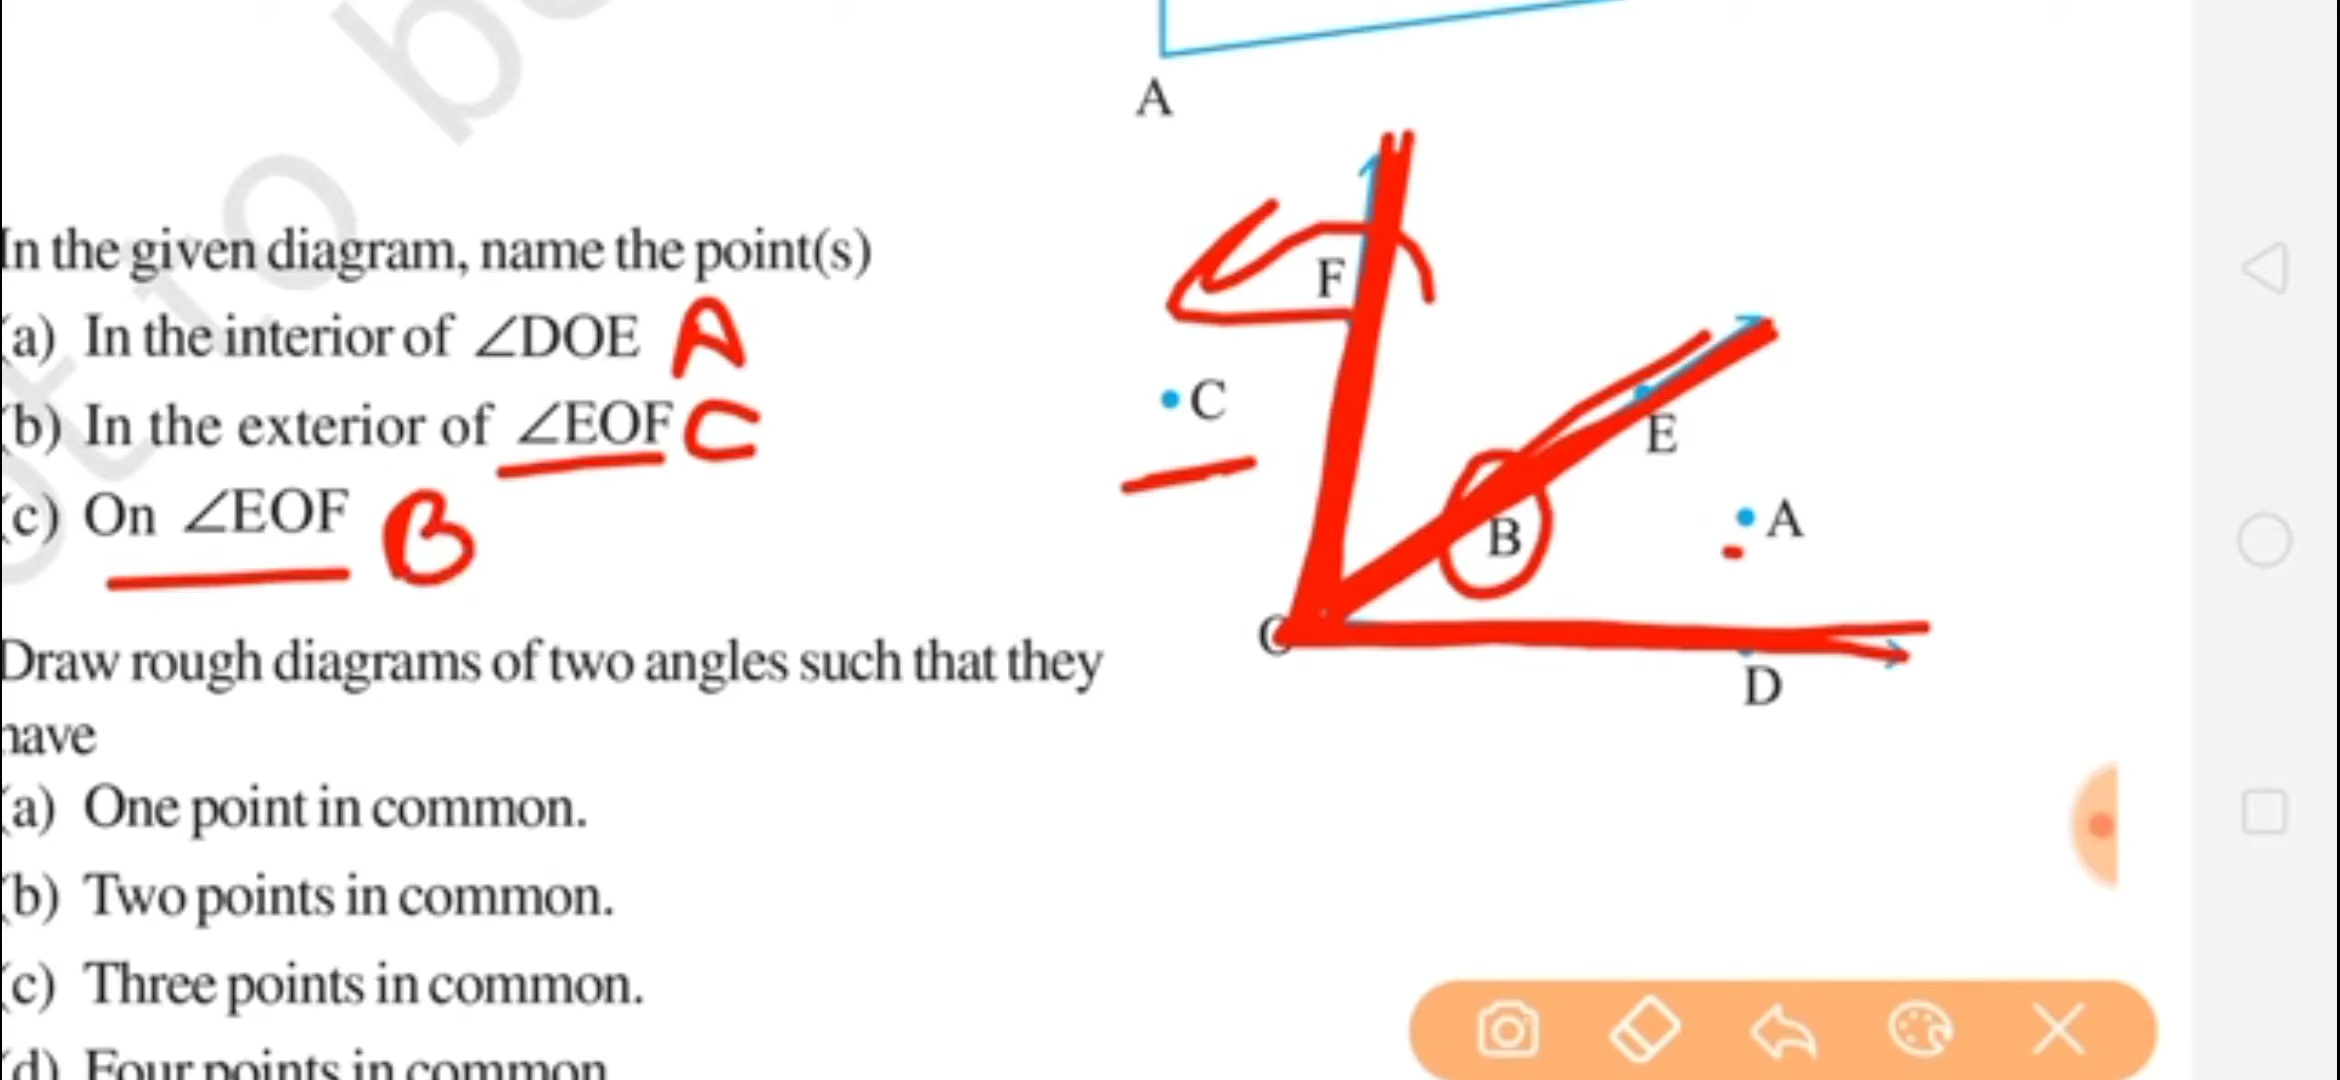 A
In the given diagram, name the point(s)
(a) In the interior of ∠DOE A
(b) In the exterior of ∠EOF C
(c) On ∠EOF B
F
C
E
B
A
O
D
Draw rough diagrams of two angles such that they
have
(a) One point in common.
(b) Two points in common.
(c) Three points in common.
(d) Four points in common
to b